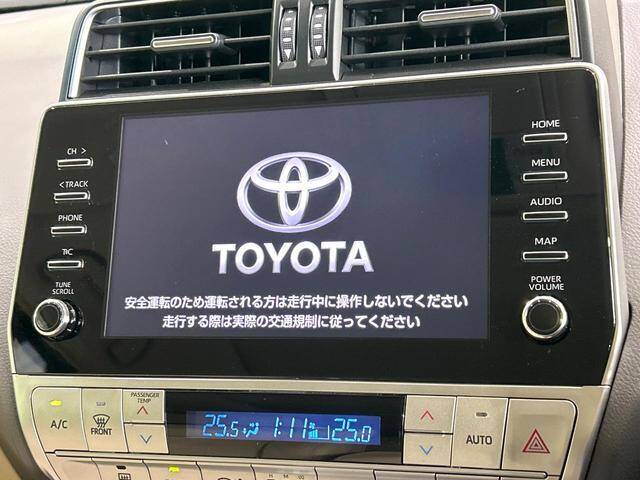 CH >
< TRACK
PHONE
T/C
TUNE
SCROLL
TOYOTA
安全運転のため運転される方は走行中に操作しないでください
走行する際は実際の交通規制に従ってください
HOME
MENU
AUDIO
MAP
POWER
VOLUME
A/C
FRONT
PASSENGER
TEMP
25.5
1:11
25.0
AUTO